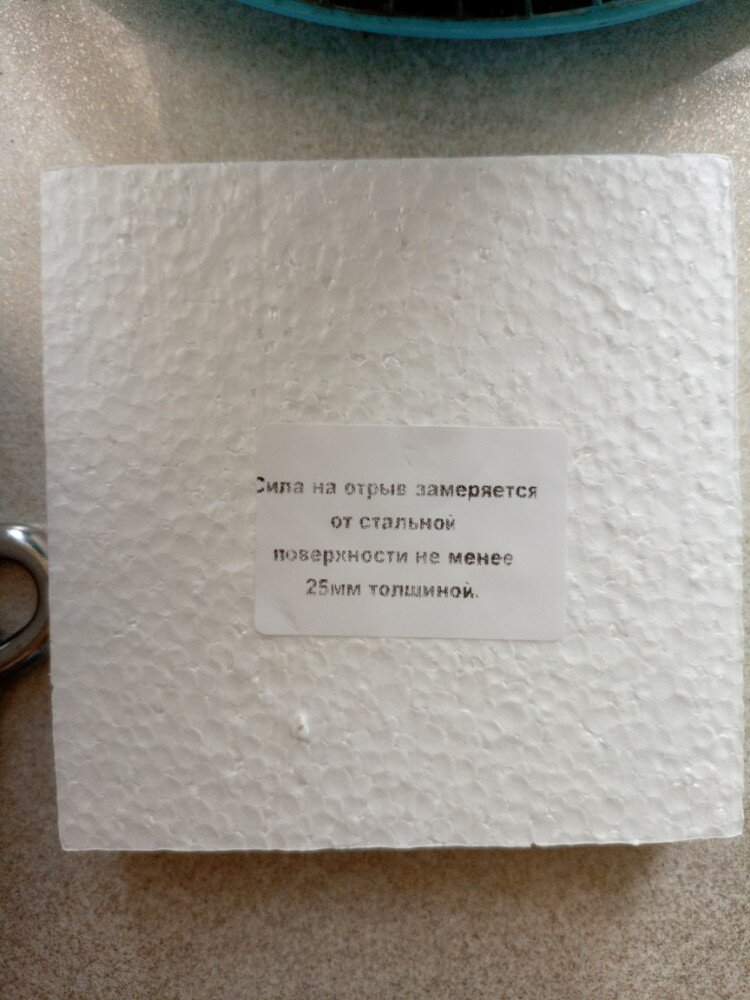 Сила на отрыв замеряется
от стальной
поверхности не менее
25мм толщиной.